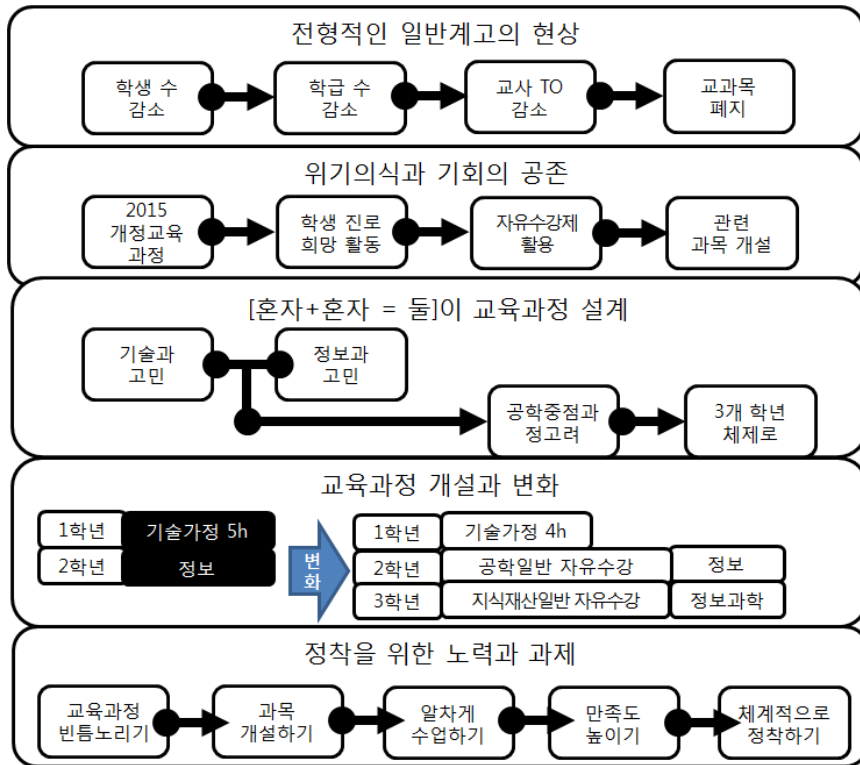 전형적인 일반계고의 현상
학생 수
감소
학급 수
감소
교사 TO
감소
교과목
폐지
위기의식과 기회의 공존
2015
개정교육
과정
학생 진로
희망 활동
자유수강제
활용
관련
과목 개설
[혼자+혼자 = 둘]이 교육과정 설계
기술과
고민
정보과
고민
공학중점과
정고려
3개 학년
체제로
교육과정 개설과 변화
1학년
기술가정 5h
2학년
정보
변
화
1학년
기술가정 4h
2학년
공학일반 자유수강
정보
3학년
지식재산일반 자유수강
정보과학
정착을 위한 노력과 과제
교육과정
빈틈노리기
과목
개설하기
알차게
수업하기
만족도
높이기
체계적으로
정착하기